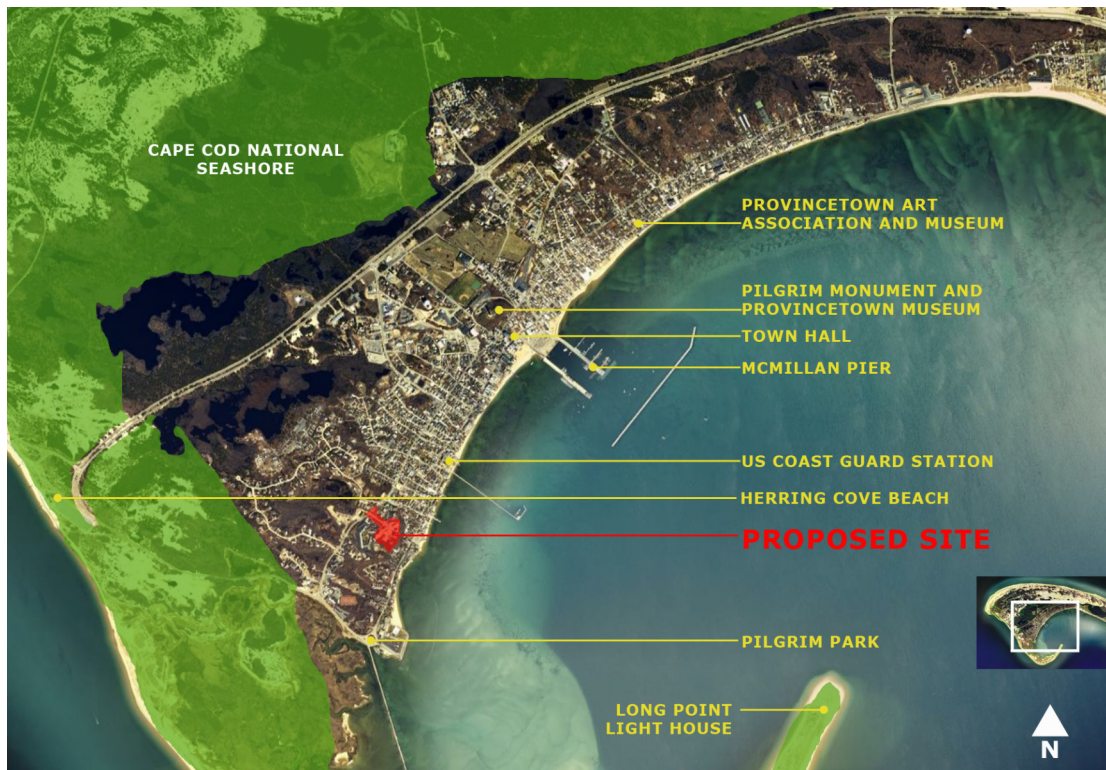 CAPE COD NATIONAL
SEASHORE
PROVINCETOWN ART
ASSOCIATION AND MUSEUM
PILGRIM MONUMENT AND
PROVINCETOWN MUSEUM
TOWN HALL
MCMILLAN PIER
US COAST GUARD STATION
HERRING COVE BEACH
PROPOSED SITE
PILGRIM PARK
LONG POINT
LIGHT HOUSE
N